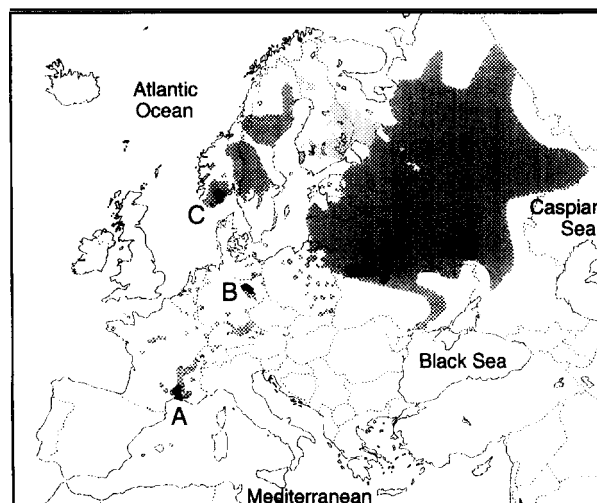 Atlantic
Ocean
C
Caspian
Sea
B
Black Sea
A
Mediterranean